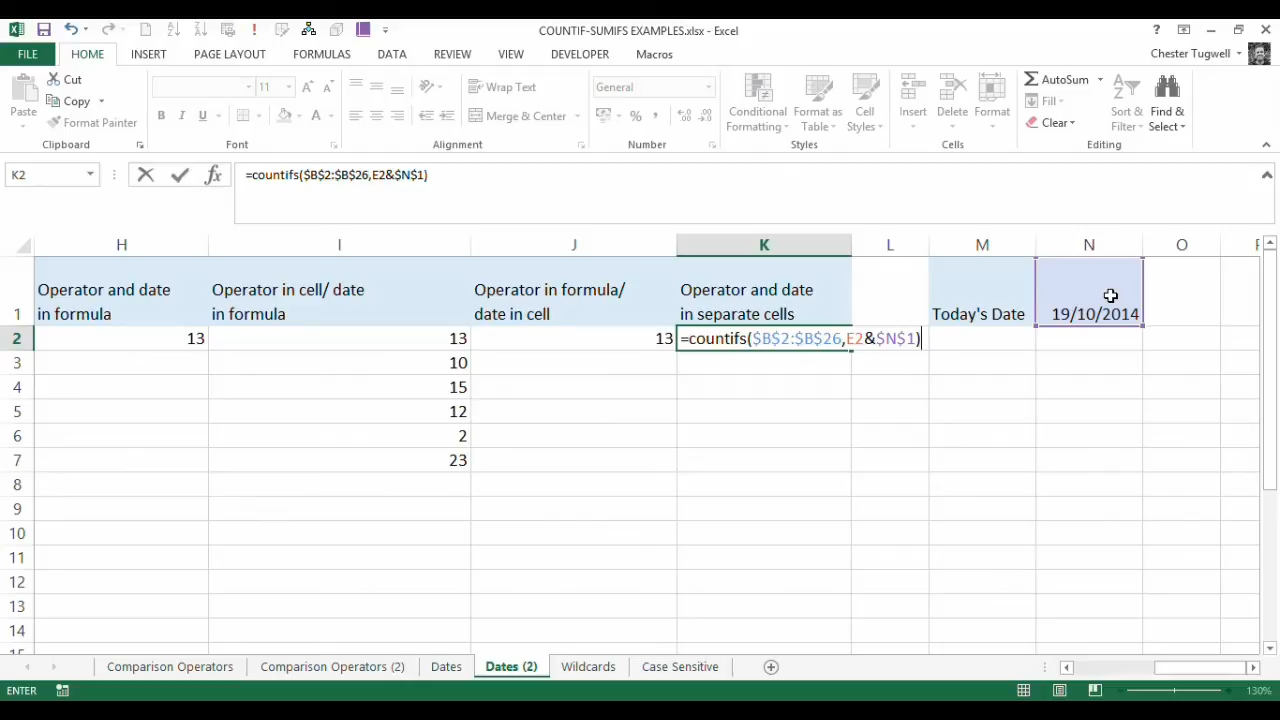 COUNTIF-SUMIFS EXAMPLES.xlsx - Excel
?
FILE HOME INSERT PAGE LAYOUT FORMULAS DATA REVIEW VIEW DEVELOPER Macros Chester Tugwell
Paste
Cut
Copy
Format Painter
Clipboard
11
A A
B I U A
Font
Wrap Text
Merge & Center
Alignment
General
%
Number
Conditional
Formatting
Format as
Table
Cell
Styles
Styles
Insert Delete Format
Cells
AutoSum
Fill
Clear
Sort &
Filter
Find &
Select
Editing
K2 fx =countifs($B$2:$B$26,E2&$N$1)
H I J K L M N O
1
Operator and date
in formula
Operator in cell/ date
in formula
Operator in formula/
date in cell
Operator and date
in separate cells
Today's Date 19/10/2014
2 13 13 13 =countifs($B$2:$B$26,E2&$N$1)
3 10
4 15
5 12
6 2
7 23
8
9
10
11
12
13
14
Comparison Operators Comparison Operators (2) Dates Dates (2) Wildcards Case Sensitive
ENTER 130%